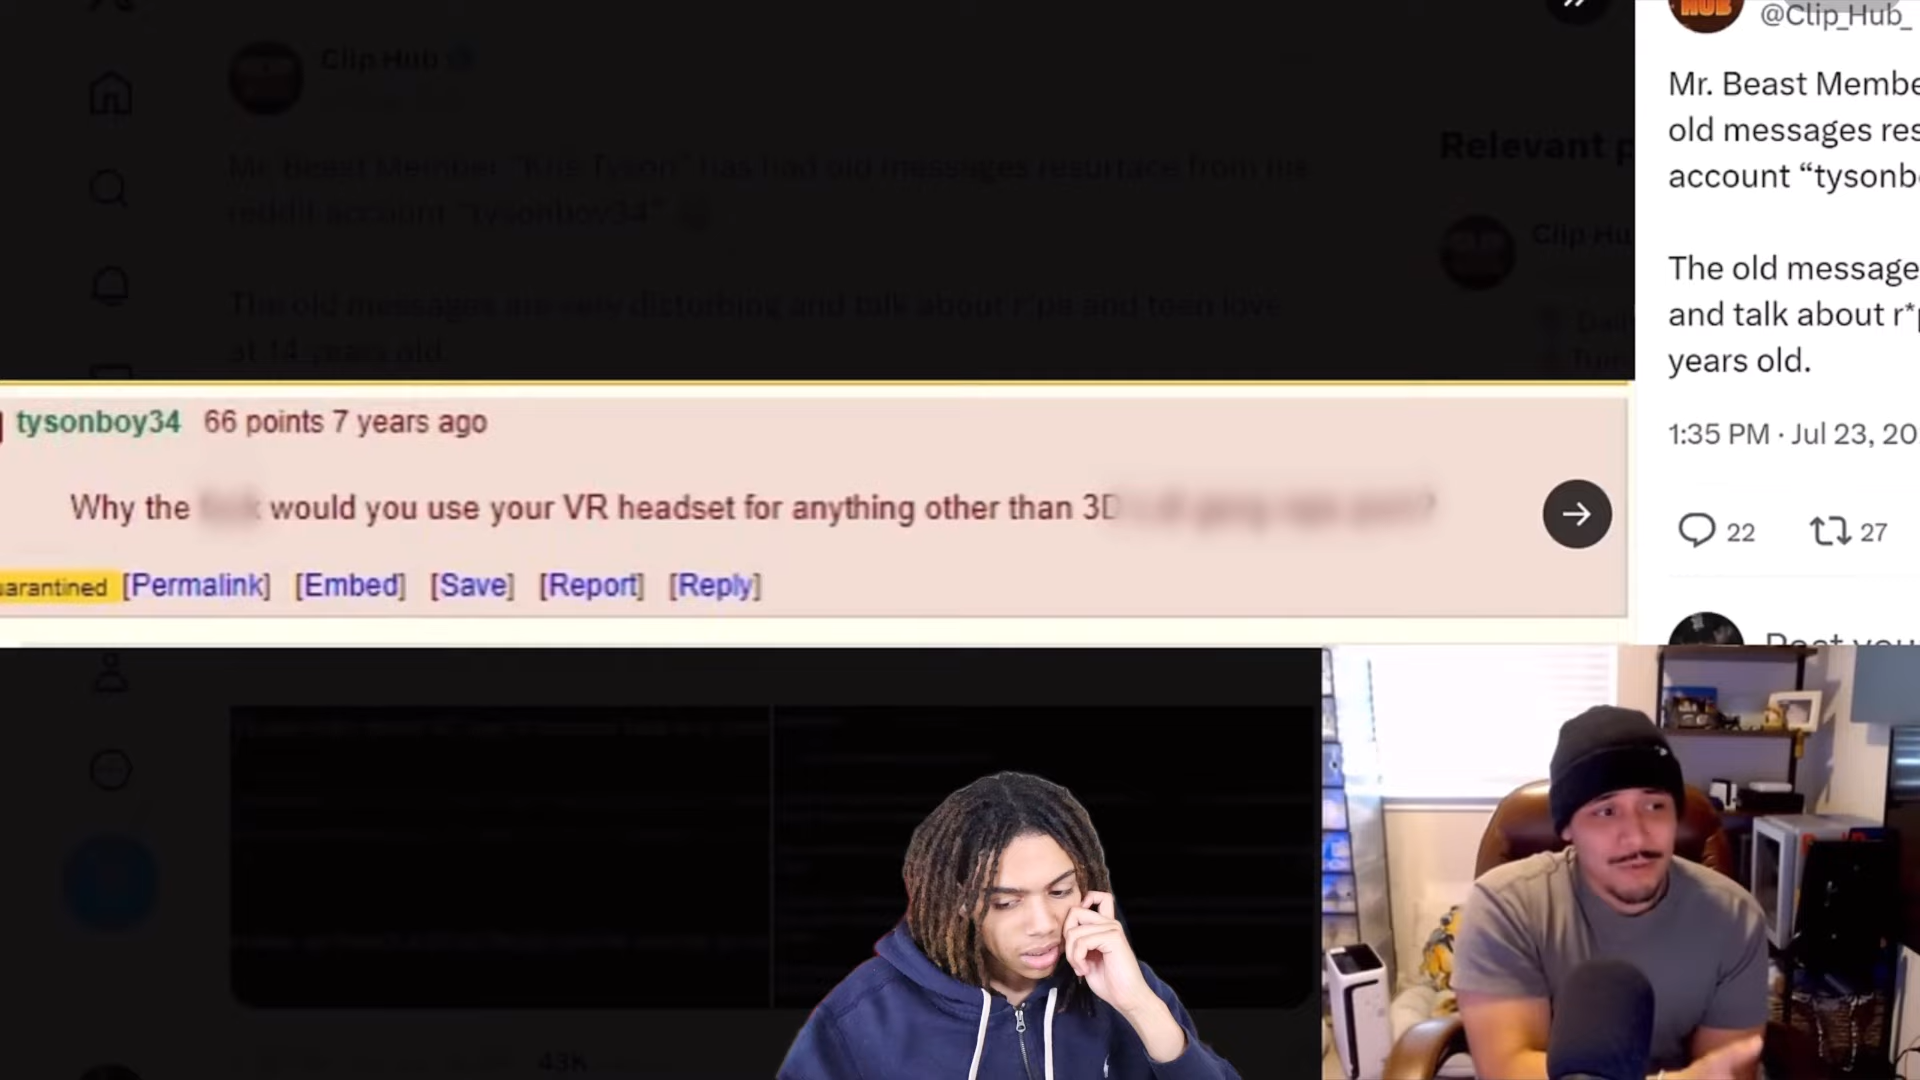 @Clip_Hub_
Clip Hub
Mr. Beast Member "Kris Tyson" has had old messages resurface from his
reddit account "tysonboy34"
The old messages are very disturbing and talk about r*pe and teen love
at 14 years old.
Relevant p
Clip Hu
Mr. Beast Membe
old messages res
account “tysonb
The old message
and talk about r*p
years old.
1:35 PM · Jul 23, 20
22 27
tysonboy34 66 points 7 years ago
Why the would you use your VR headset for anything other than 3D
uarantined [Permalink] [Embed] [Save] [Report] [Reply]
Post you
43K